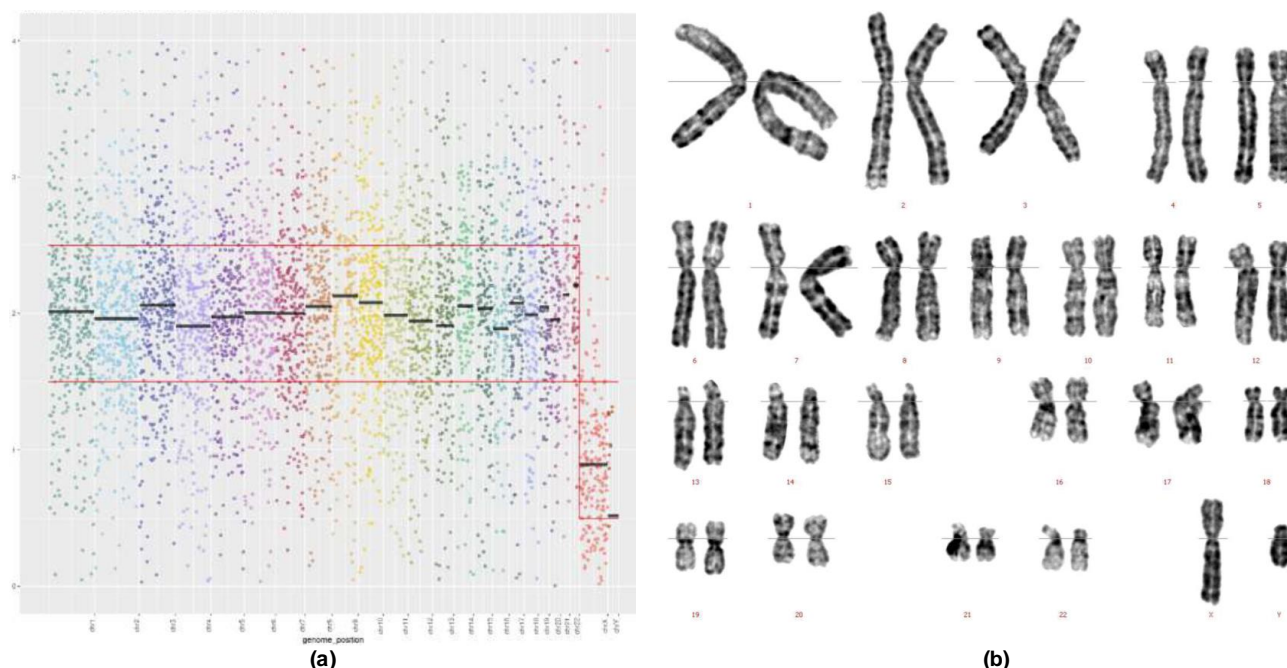 4
3
2
1
0
chr1
chr2
chr3
chr4
chr5
chr6
chr7
chr8
chr9
chr10
chr11
chr12
chr13
chr14
chr15
chr16
chr17
chr18
chr19
chr20
chr21
chr22
chrX
chrY
genome_position
(a)
1 2 3 4 5
6 7 8 9 10 11 12
13 14 15 16 17 18
19 20 21 22 X Y
(b)